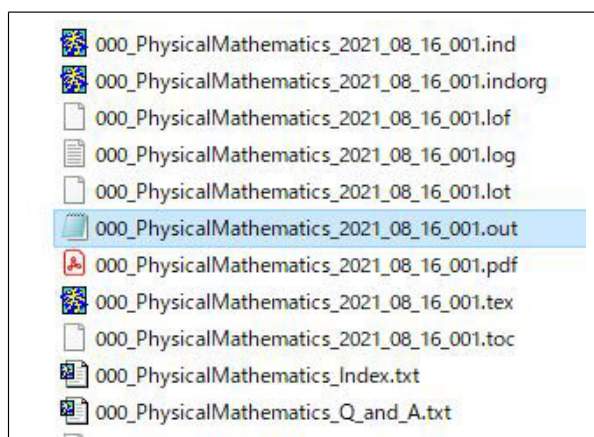 000_PhysicalMathematics_2021_08_16_001.ind
000_PhysicalMathematics_2021_08_16_001.indorg
000_PhysicalMathematics_2021_08_16_001.lof
000_PhysicalMathematics_2021_08_16_001.log
000_PhysicalMathematics_2021_08_16_001.lot
000_PhysicalMathematics_2021_08_16_001.out
000_PhysicalMathematics_2021_08_16_001.pdf
000_PhysicalMathematics_2021_08_16_001.tex
000_PhysicalMathematics_2021_08_16_001.toc
000_PhysicalMathematics_Index.txt
000_PhysicalMathematics_Q_and_A.txt